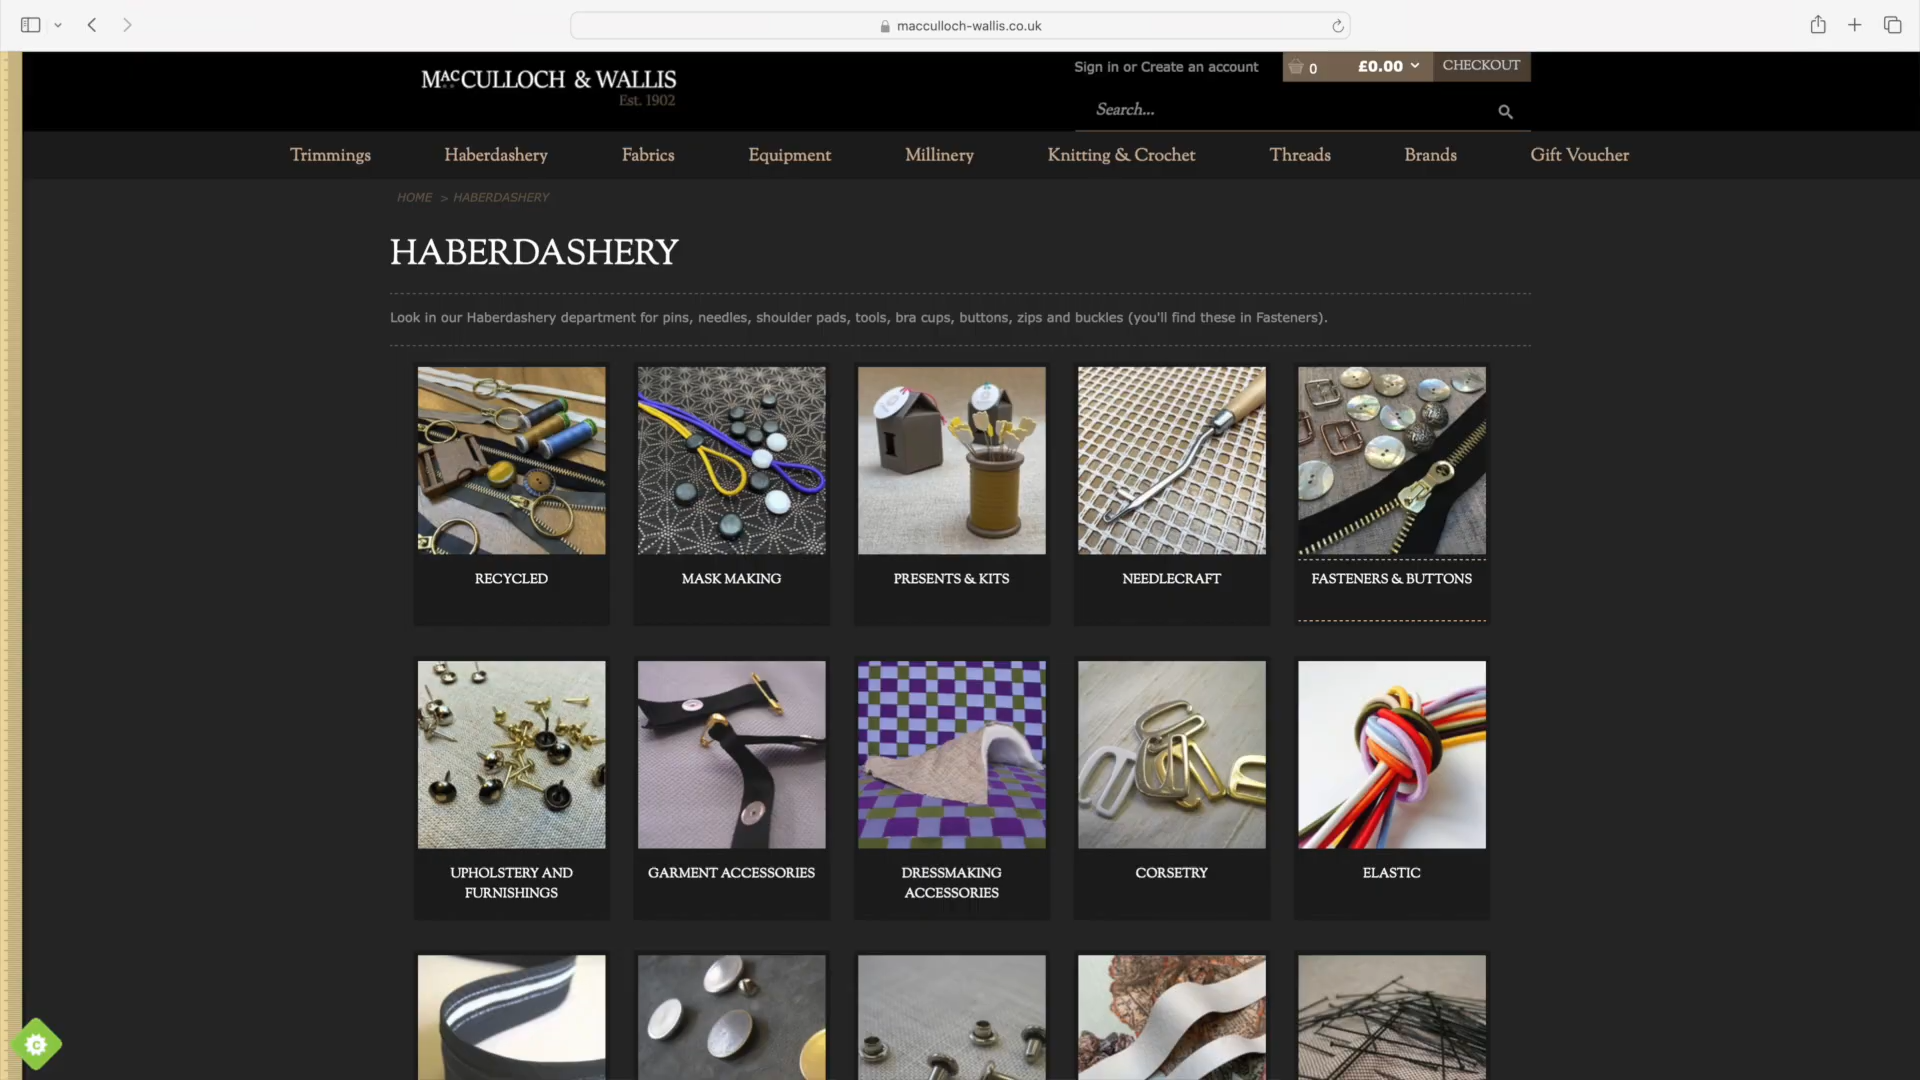 macculloch-wallis.co.uk
MACCULLOCH & WALLIS
Est. 1902
Sign in or Create an account
0
£0.00
CHECKOUT
Search...
Trimmings
Haberdashery
Fabrics
Equipment
Millinery
Knitting & Crochet
Threads
Brands
Gift Voucher
HOME > HABERDASHERY
HABERDASHERY
Look in our Haberdashery department for pins, needles, shoulder pads, tools, bra cups, buttons, zips and buckles (you'll find these in Fasteners).
RECYCLED
MASK MAKING
PRESENTS & KITS
NEEDLECRAFT
FASTENERS & BUTTONS
UPHOLSTERY AND
FURNISHINGS
GARMENT ACCESSORIES
DRESSMAKING
ACCESSORIES
CORSETRY
ELASTIC